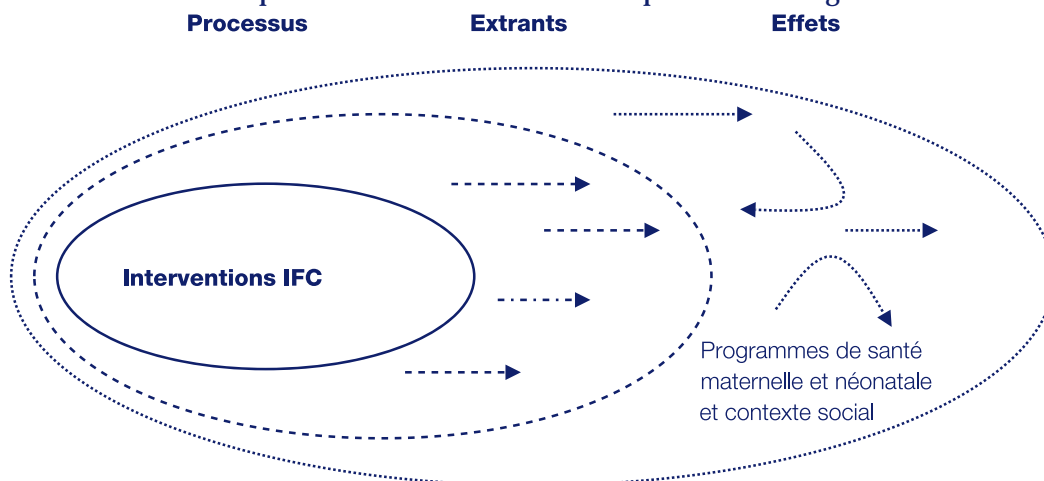 Processus Extrants Effets
Interventions IFC
Programmes de santé
maternelle et néonatale
et contexte social